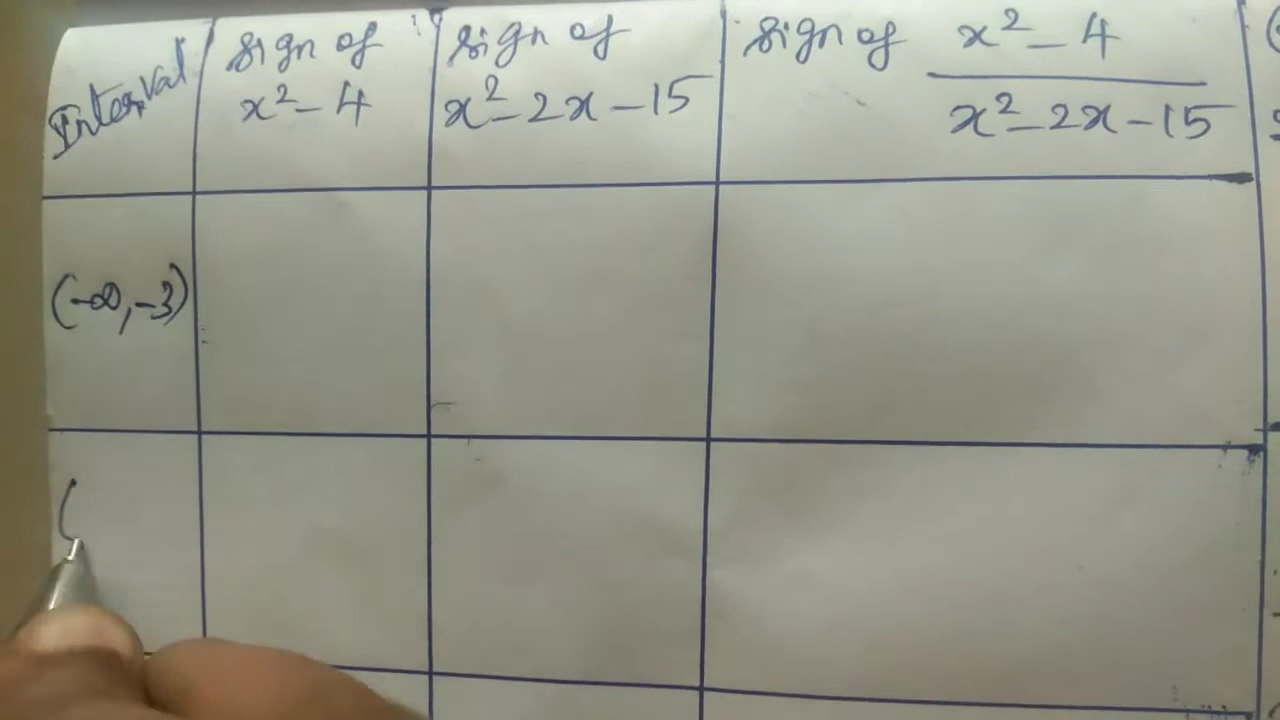 Interval
sign of
x² - 4
sign of
x² - 2x - 15
sign of x² - 4
x² - 2x - 15
(-∞, -3)
(